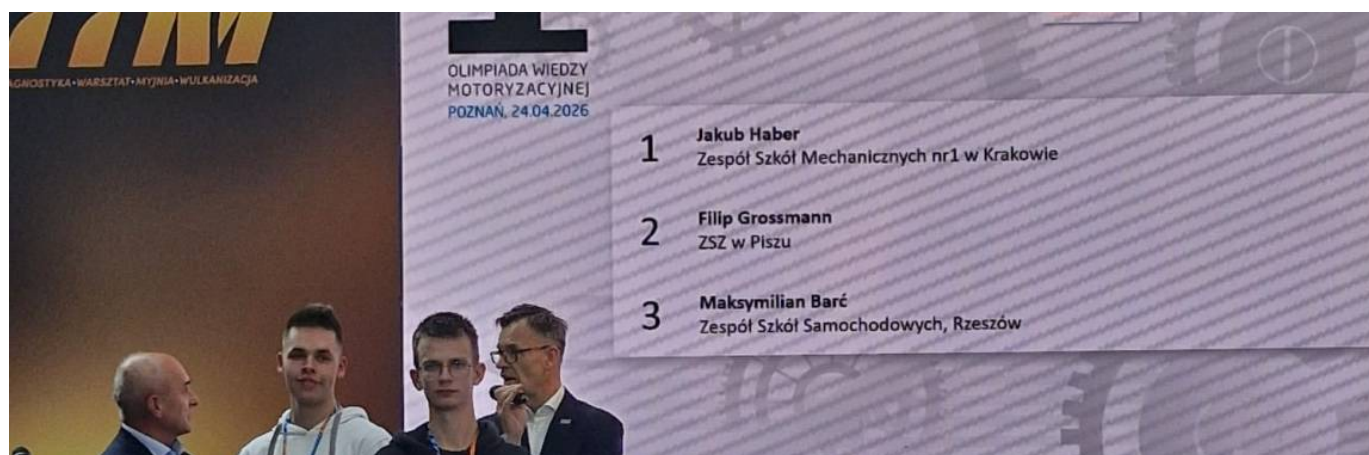 DIAGNOSTYKA•WARSZTAT•MYJNIA•WULKANIZACJA
OLIMPIADA WIEDZY
MOTORYZACYJNEJ
POZNAŃ, 24.04.2026
1 Jakub Haber
Zespół Szkół Mechanicznych nr1 w Krakowie
2 Filip Grossmann
ZSZ w Piszu
3 Maksymilian Barć
Zespół Szkół Samochodowych, Rzeszów